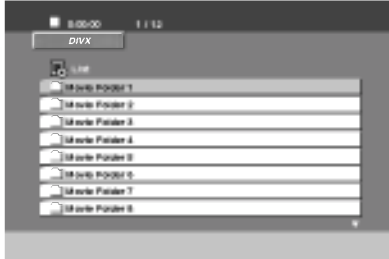 0:00:00 1 / 12
DIVX
List
Movie Folder 1
Movie Folder 2
Movie Folder 3
Movie Folder 4
Movie Folder 5
Movie Folder 6
Movie Folder 7
Movie Folder 8